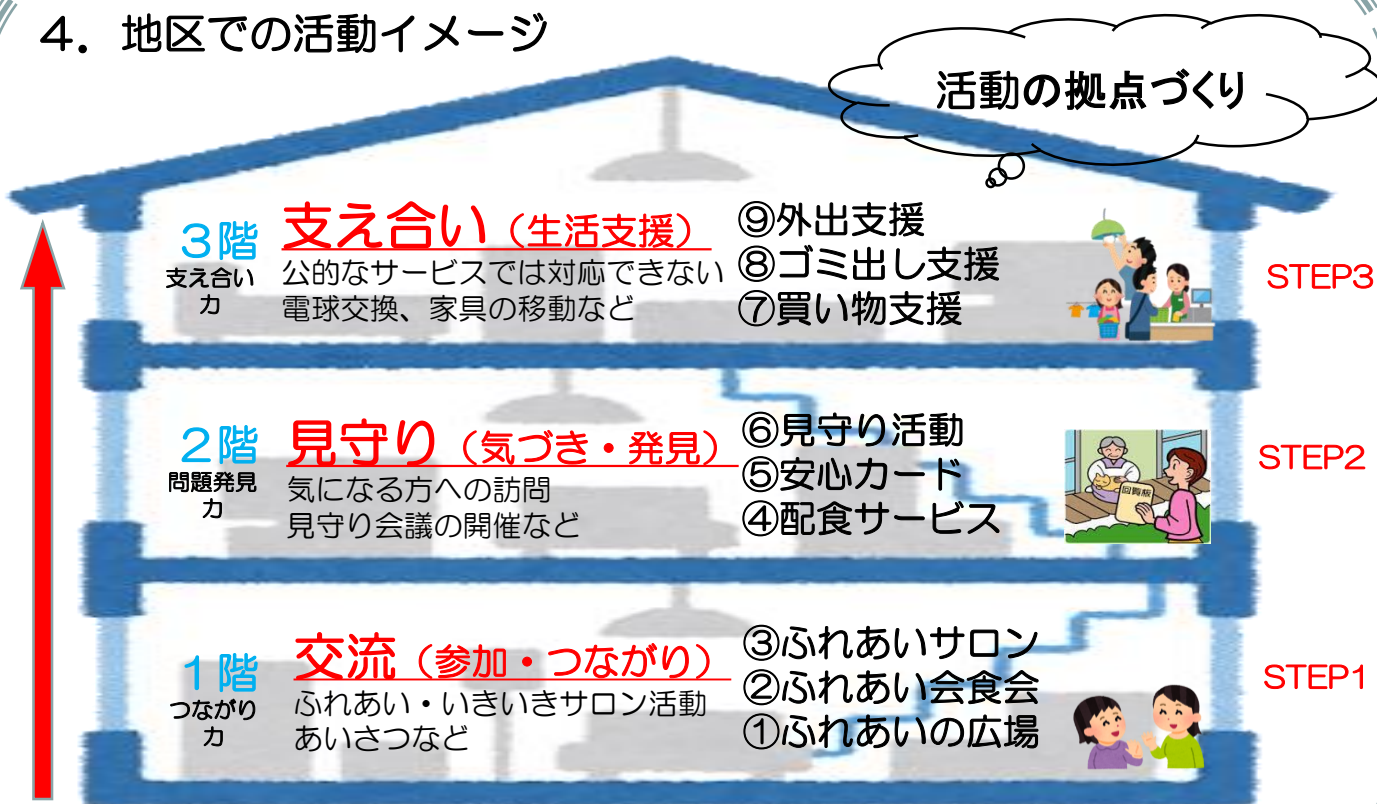 ４．地区での活動イメージ
活動の拠点づくり
３階
支え合い
力
支え合い（生活支援）
公的なサービスでは対応できない
電球交換、家具の移動など
⑨外出支援
⑧ゴミ出し支援
⑦買い物支援
STEP3
２階
問題発見
力
見守り（気づき・発見）
気になる方への訪問
見守り会議の開催など
⑥見守り活動
⑤安心カード
④配食サービス
回覧板
STEP2
１階
つながり
力
交流（参加・つながり）
ふれあい・いきいきサロン活動
あいさつなど
③ふれあいサロン
②ふれあい会食会
①ふれあいの広場
STEP1